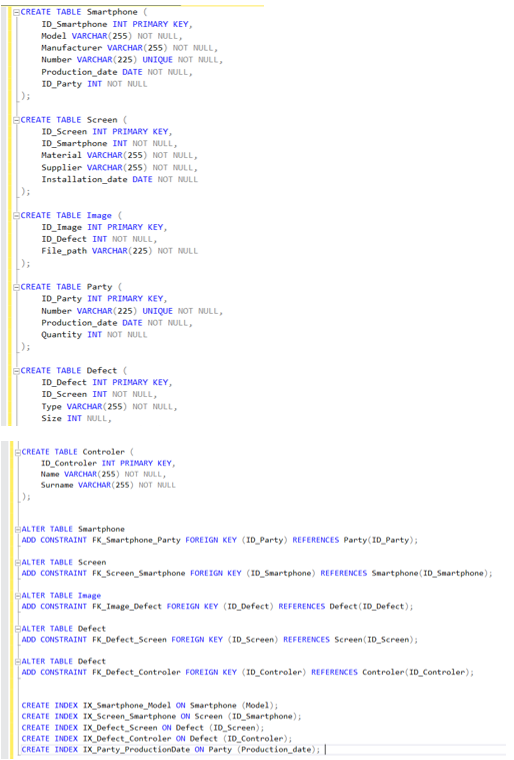 CREATE TABLE Smartphone (
ID_Smartphone INT PRIMARY KEY,
Model VARCHAR(255) NOT NULL,
Manufacturer VARCHAR(255) NOT NULL,
Number VARCHAR(225) UNIQUE NOT NULL,
Production_date DATE NOT NULL,
ID_Party INT NOT NULL
);
CREATE TABLE Screen (
ID_Screen INT PRIMARY KEY,
ID_Smartphone INT NOT NULL,
Material VARCHAR(255) NOT NULL,
Supplier VARCHAR(255) NOT NULL,
Installation_date DATE NOT NULL
);
CREATE TABLE Image (
ID_Image INT PRIMARY KEY,
ID_Defect INT NOT NULL,
File_path VARCHAR(225) NOT NULL
);
CREATE TABLE Party (
ID_Party INT PRIMARY KEY,
Number VARCHAR(225) UNIQUE NOT NULL,
Production_date DATE NOT NULL,
Quantity INT NOT NULL
);
CREATE TABLE Defect (
ID_Defect INT PRIMARY KEY,
ID_Screen INT NOT NULL,
Type VARCHAR(255) NOT NULL,
Size INT NULL,
CREATE TABLE Controler (
ID_Controler INT PRIMARY KEY,
Name VARCHAR(255) NOT NULL,
Surname VARCHAR(255) NOT NULL
);
ALTER TABLE Smartphone
ADD CONSTRAINT FK_Smartphone_Party FOREIGN KEY (ID_Party) REFERENCES Party(ID_Party);
ALTER TABLE Screen
ADD CONSTRAINT FK_Screen_Smartphone FOREIGN KEY (ID_Smartphone) REFERENCES Smartphone(ID_Smartphone);
ALTER TABLE Image
ADD CONSTRAINT FK_Image_Defect FOREIGN KEY (ID_Defect) REFERENCES Defect(ID_Defect);
ALTER TABLE Defect
ADD CONSTRAINT FK_Defect_Screen FOREIGN KEY (ID_Screen) REFERENCES Screen(ID_Screen);
ALTER TABLE Defect
ADD CONSTRAINT FK_Defect_Controler FOREIGN KEY (ID_Controler) REFERENCES Controler(ID_Controler);
CREATE INDEX IX_Smartphone_Model ON Smartphone (Model);
CREATE INDEX IX_Screen_Smartphone ON Screen (ID_Smartphone);
CREATE INDEX IX_Defect_Screen ON Defect (ID_Screen);
CREATE INDEX IX_Defect_Controler ON Defect (ID_Controler);
CREATE INDEX IX_Party_ProductionDate ON Party (Production_date);